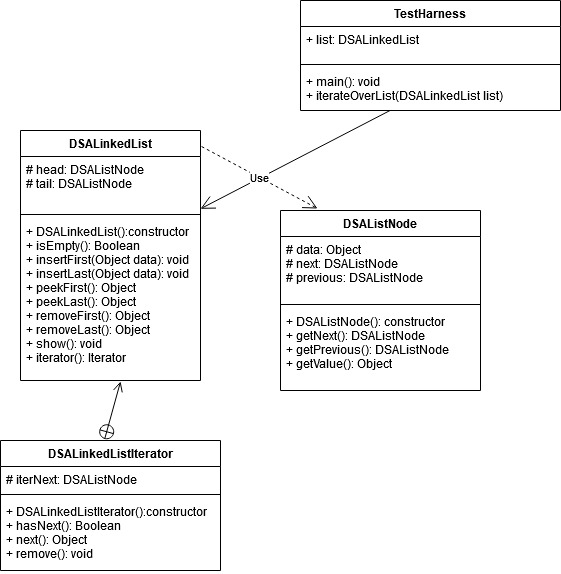 TestHarness
+ list: DSALinkedList
+ main(): void
+ iterateOverList(DSALinkedList list)
DSALinkedList
# head: DSAListNode
# tail: DSAListNode
+ DSALinkedList():constructor
+ isEmpty(): Boolean
+ insertFirst(Object data): void
+ insertLast(Object data): void
+ peekFirst(): Object
+ peekLast(): Object
+ removeFirst(): Object
+ removeLast(): Object
+ show(): void
+ iterator(): Iterator
Use
DSAListNode
# data: Object
# next: DSAListNode
# previous: DSAListNode
+ DSAListNode(): constructor
+ getNext(): DSAListNode
+ getPrevious(): DSAListNode
+ getValue(): Object
DSALinkedListIterator
# iterNext: DSAListNode
+ DSALinkedListIterator():constructor
+ hasNext(): Boolean
+ next(): Object
+ remove(): void